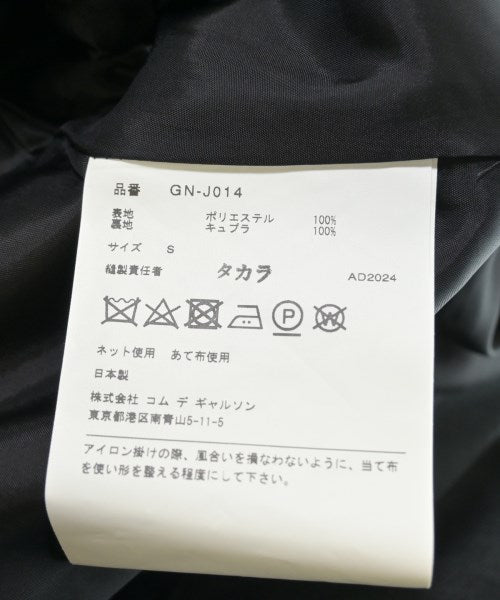 品番 GN-J014
表地 ポリエステル 100%
裏地 キュプラ 100%
サイズ S
縫製責任者 タカラ AD2024
ネット使用 あて布使用
日本製
株式会社 コム デ ギャルソン
東京都港区南青山5-11-5
アイロン掛けの際、風合いを損なわないように、当て布
を使い形を整える程度にして下さい。